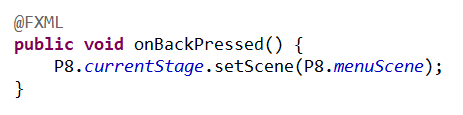 @FXML
public void onBackPressed() {
    P8.currentStage.setScene(P8.menuScene);
}